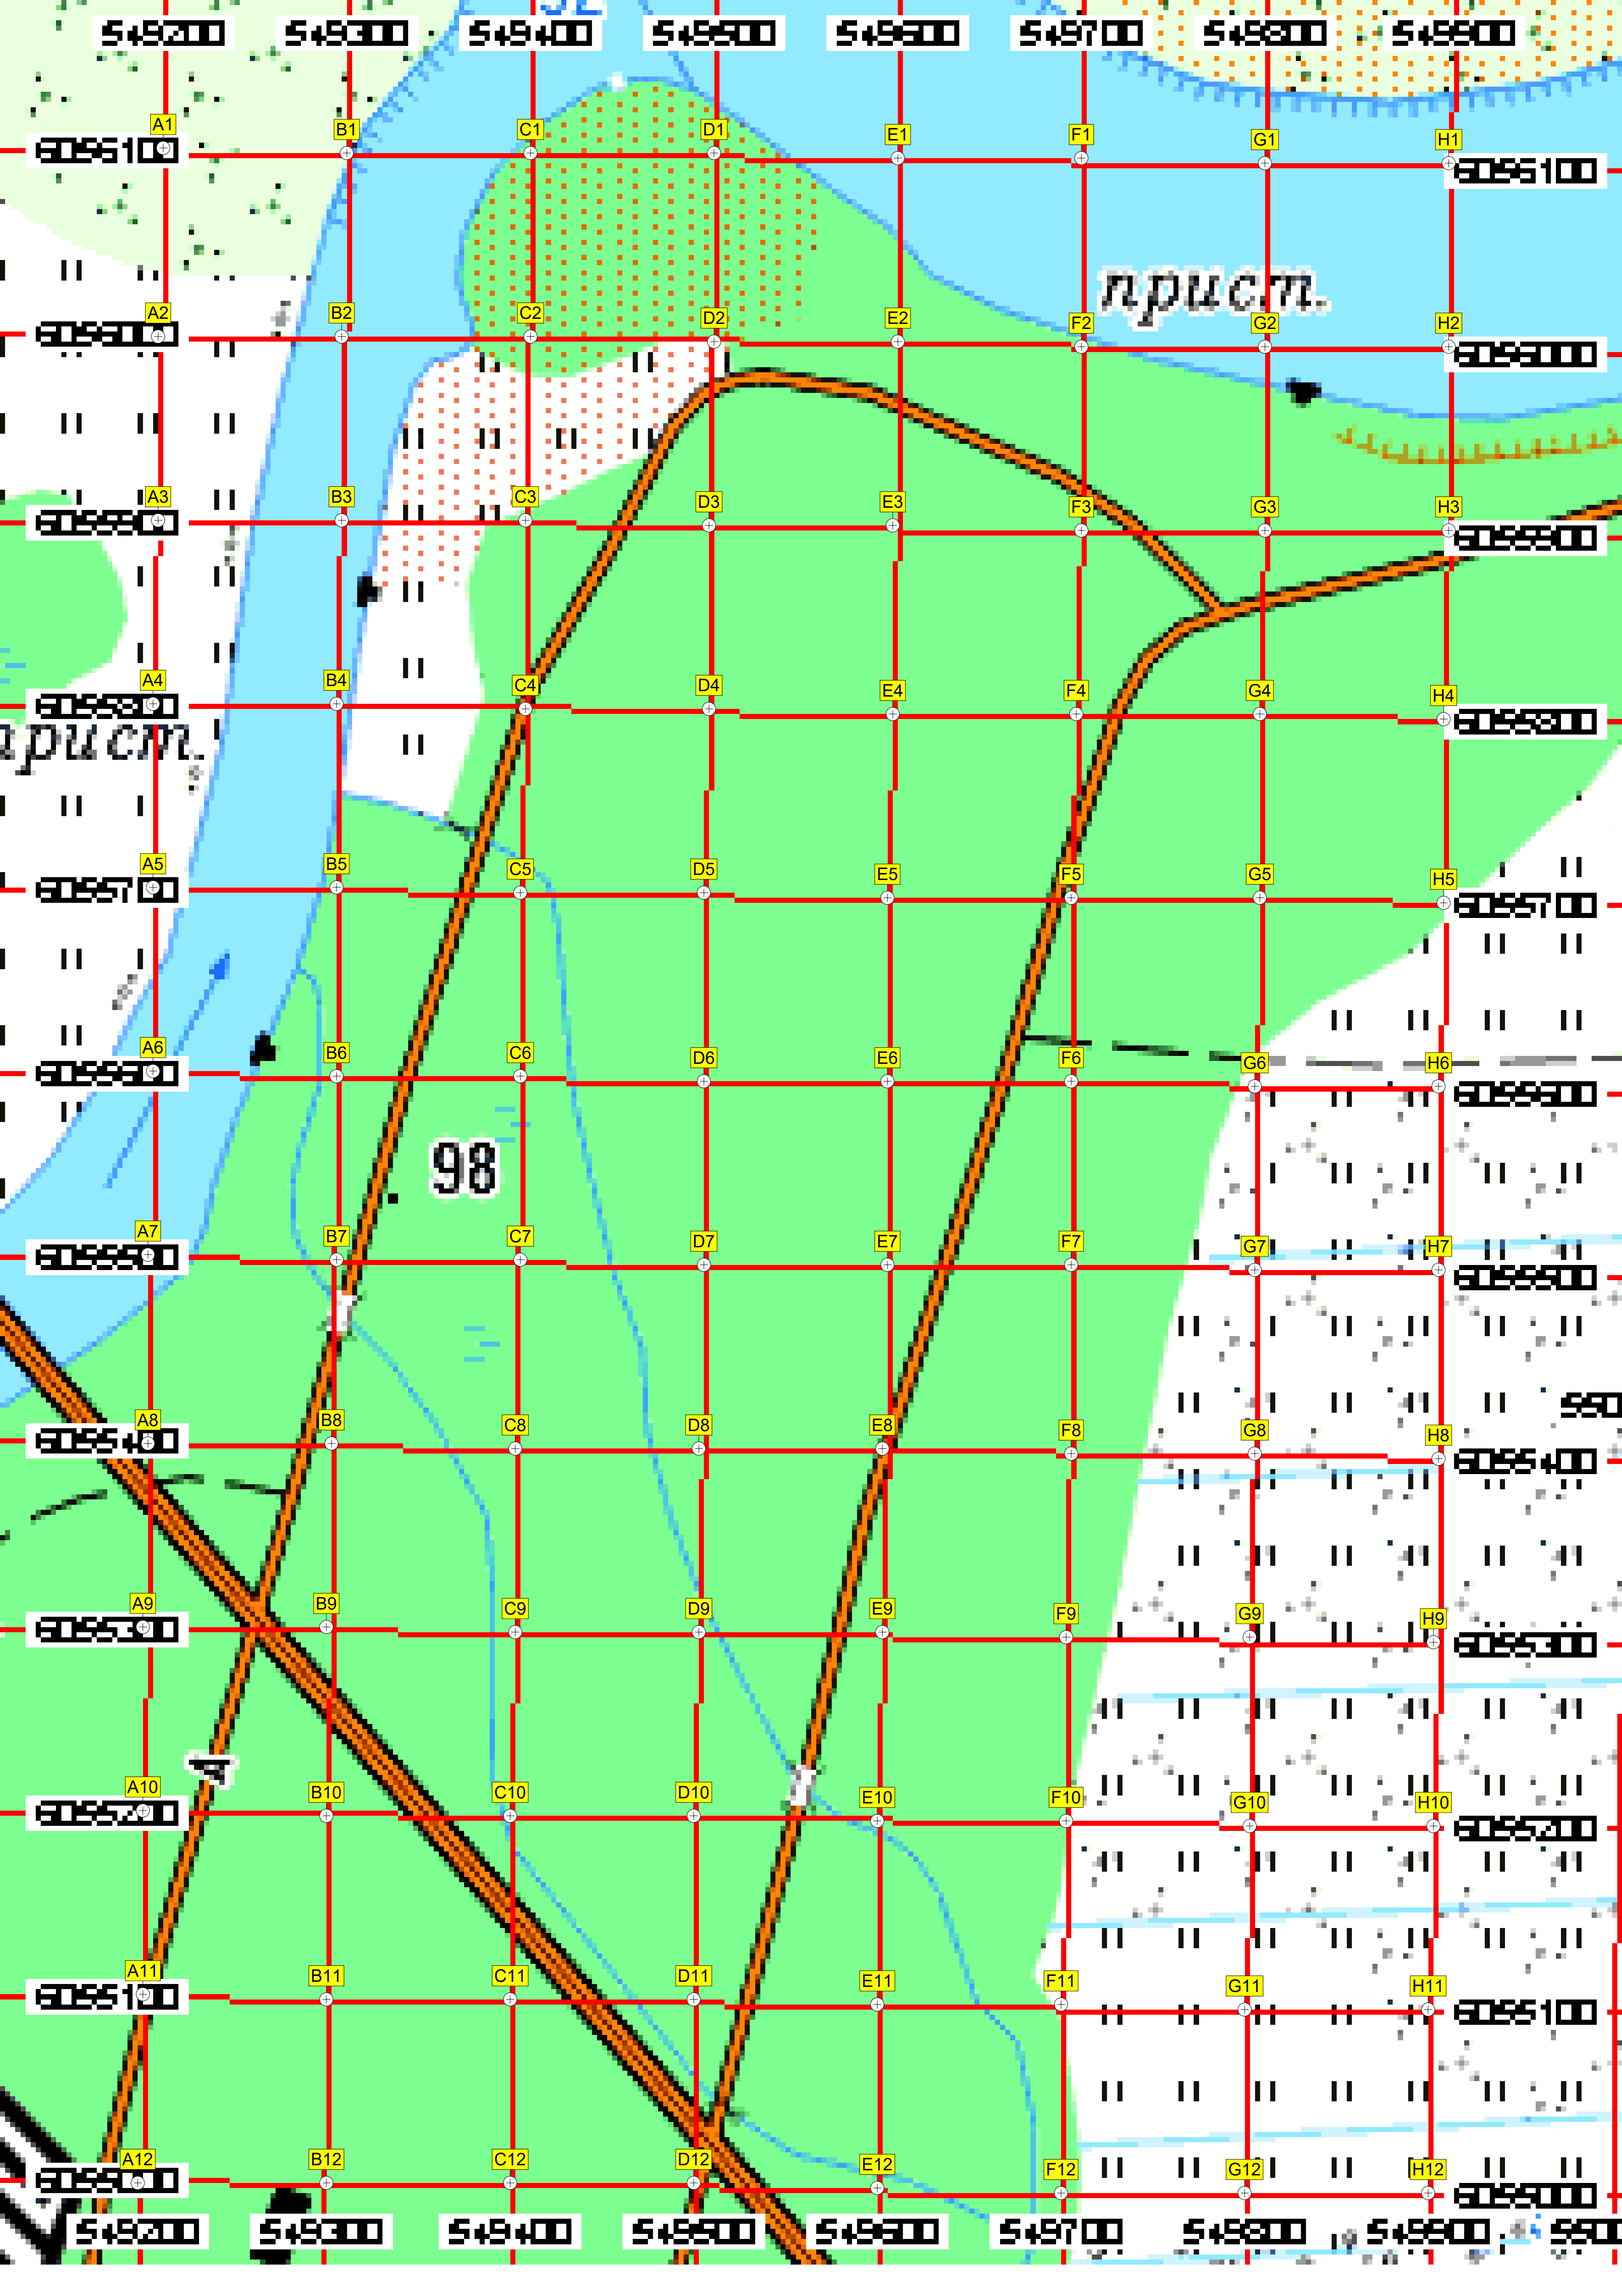 549200 549300 549400 549500 549600 549700 549800 549900
A1 B1 C1 D1 E1 F1 G1 H1
6056100 6056100
прист.
A2 B2 C2 D2 E2 F2 G2 H2
6056000 6056000
A3 B3 C3 D3 E3 F3 G3 H3
6055900 6055900
A4 B4 C4 D4 E4 F4 G4 H4
6055800 6055800
прист.
A5 B5 C5 D5 E5 F5 G5 H5
6055700 6055700
A6 B6 C6 D6 E6 F6 G6 H6
6055600 6055600
98
A7 B7 C7 D7 E7 F7 G7 H7
6055500 6055500
550
A8 B8 C8 D8 E8 F8 G8 H8
6055400 6055400
A9 B9 C9 D9 E9 F9 G9 H9
6055300 6055300
А
A10 B10 C10 D10 E10 F10 G10 H10
6055200 6055200
A11 B11 C11 D11 E11 F11 G11 H11
6055100 6055100
A12 B12 C12 D12 E12 F12 G12 H12
6055000 6055000
549200 549300 549400 549500 549600 549700 549800 549900